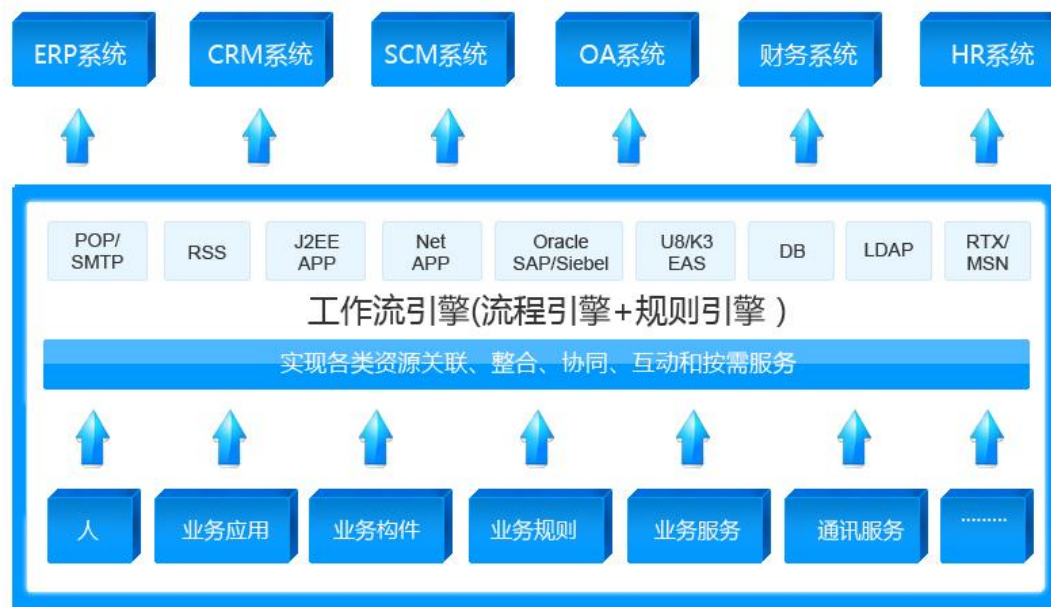 ERP系统
CRM系统
SCM系统
OA系统
财务系统
HR系统
POP/
SMTP
RSS
J2EE
APP
Net
APP
Oracle
SAP/Siebel
U8/K3
EAS
DB
LDAP
RTX/
MSN
工作流引擎(流程引擎+规则引擎 )
实现各类资源关联、整合、协同、互动和按需服务
人
业务应用
业务构件
业务规则
业务服务
通讯服务
·········